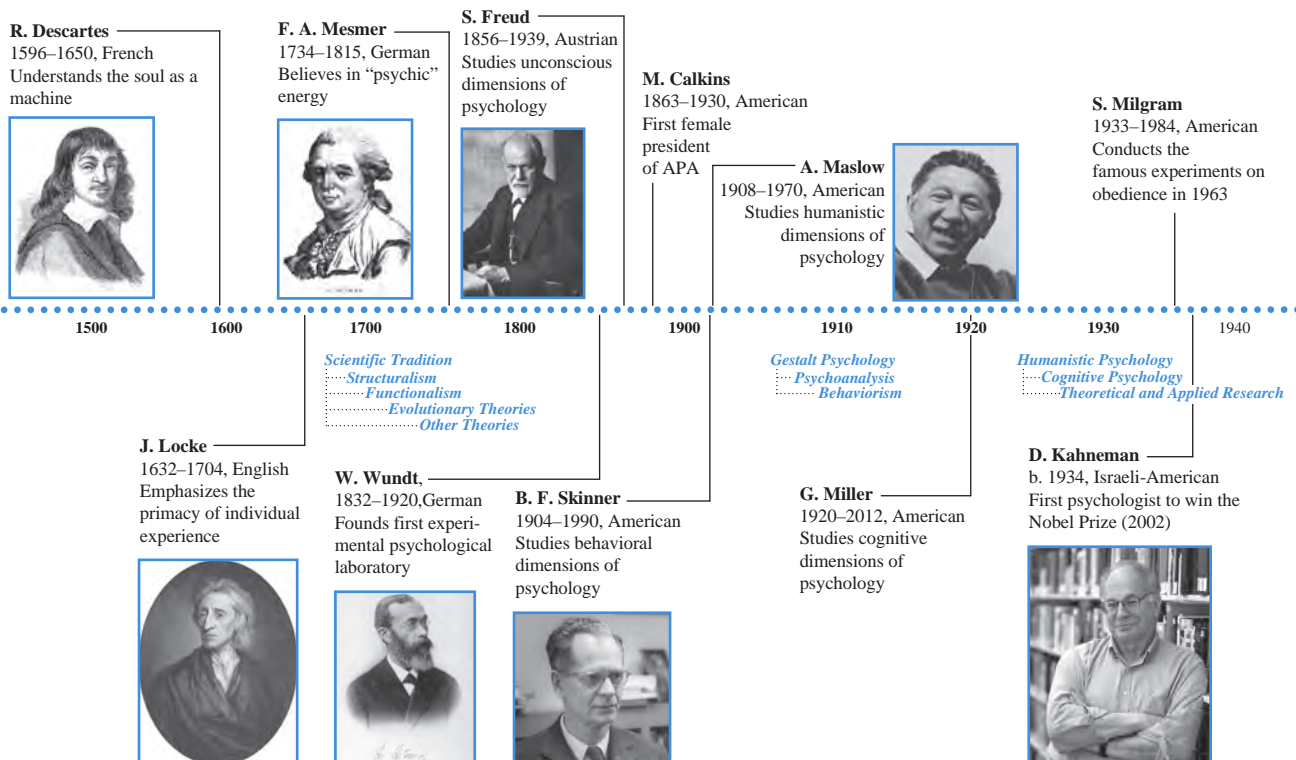 R. Descartes
1596–1650, French
Understands the soul as a
machine
F. A. Mesmer
1734–1815, German
Believes in “psychic”
energy
S. Freud
1856–1939, Austrian
Studies unconscious
dimensions of
psychology
M. Calkins
1863–1930, American
First female
president
of APA
A. Maslow
1908–1970, American
Studies humanistic
dimensions of
psychology
S. Milgram
1933–1984, American
Conducts the
famous experiments on
obedience in 1963
1500 1600 1700 1800 1900 1910 1920 1930 1940
Scientific Tradition
Structuralism
Functionalism
Evolutionary Theories
Other Theories
Gestalt Psychology
Psychoanalysis
Behaviorism
Humanistic Psychology
Cognitive Psychology
Theoretical and Applied Research
J. Locke
1632–1704, English
Emphasizes the
primacy of individual
experience
W. Wundt,
1832–1920,German
Founds first experi-
mental psychological
laboratory
B. F. Skinner
1904–1990, American
Studies behavioral
dimensions of
psychology
G. Miller
1920–2012, American
Studies cognitive
dimensions of
psychology
D. Kahneman
b. 1934, Israeli-American
First psychologist to win the
Nobel Prize (2002)